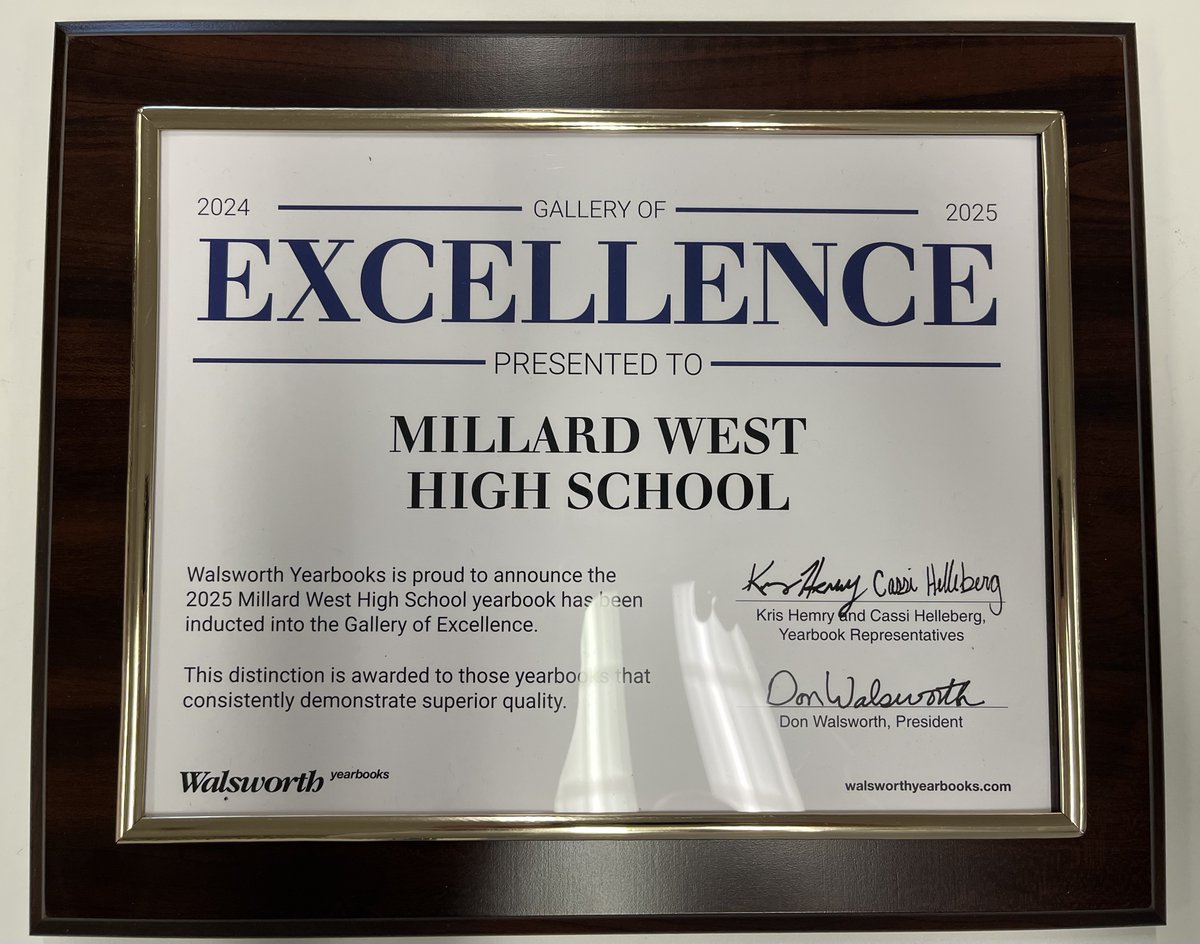 2024 GALLERY OF 2025
EXCELLENCE
PRESENTED TO
MILLARD WEST
HIGH SCHOOL
Walsworth Yearbooks is proud to announce the
2025 Millard West High School yearbook has been
inducted into the Gallery of Excellence.
This distinction is awarded to those yearbooks that
consistently demonstrate superior quality.
Kris Hemry Cassi Helleberg
Kris Hemry and Cassi Helleberg,
Yearbook Representatives
Don Walsworth
Don Walsworth, President
Walsworth yearbooks
walsworthyearbooks.com